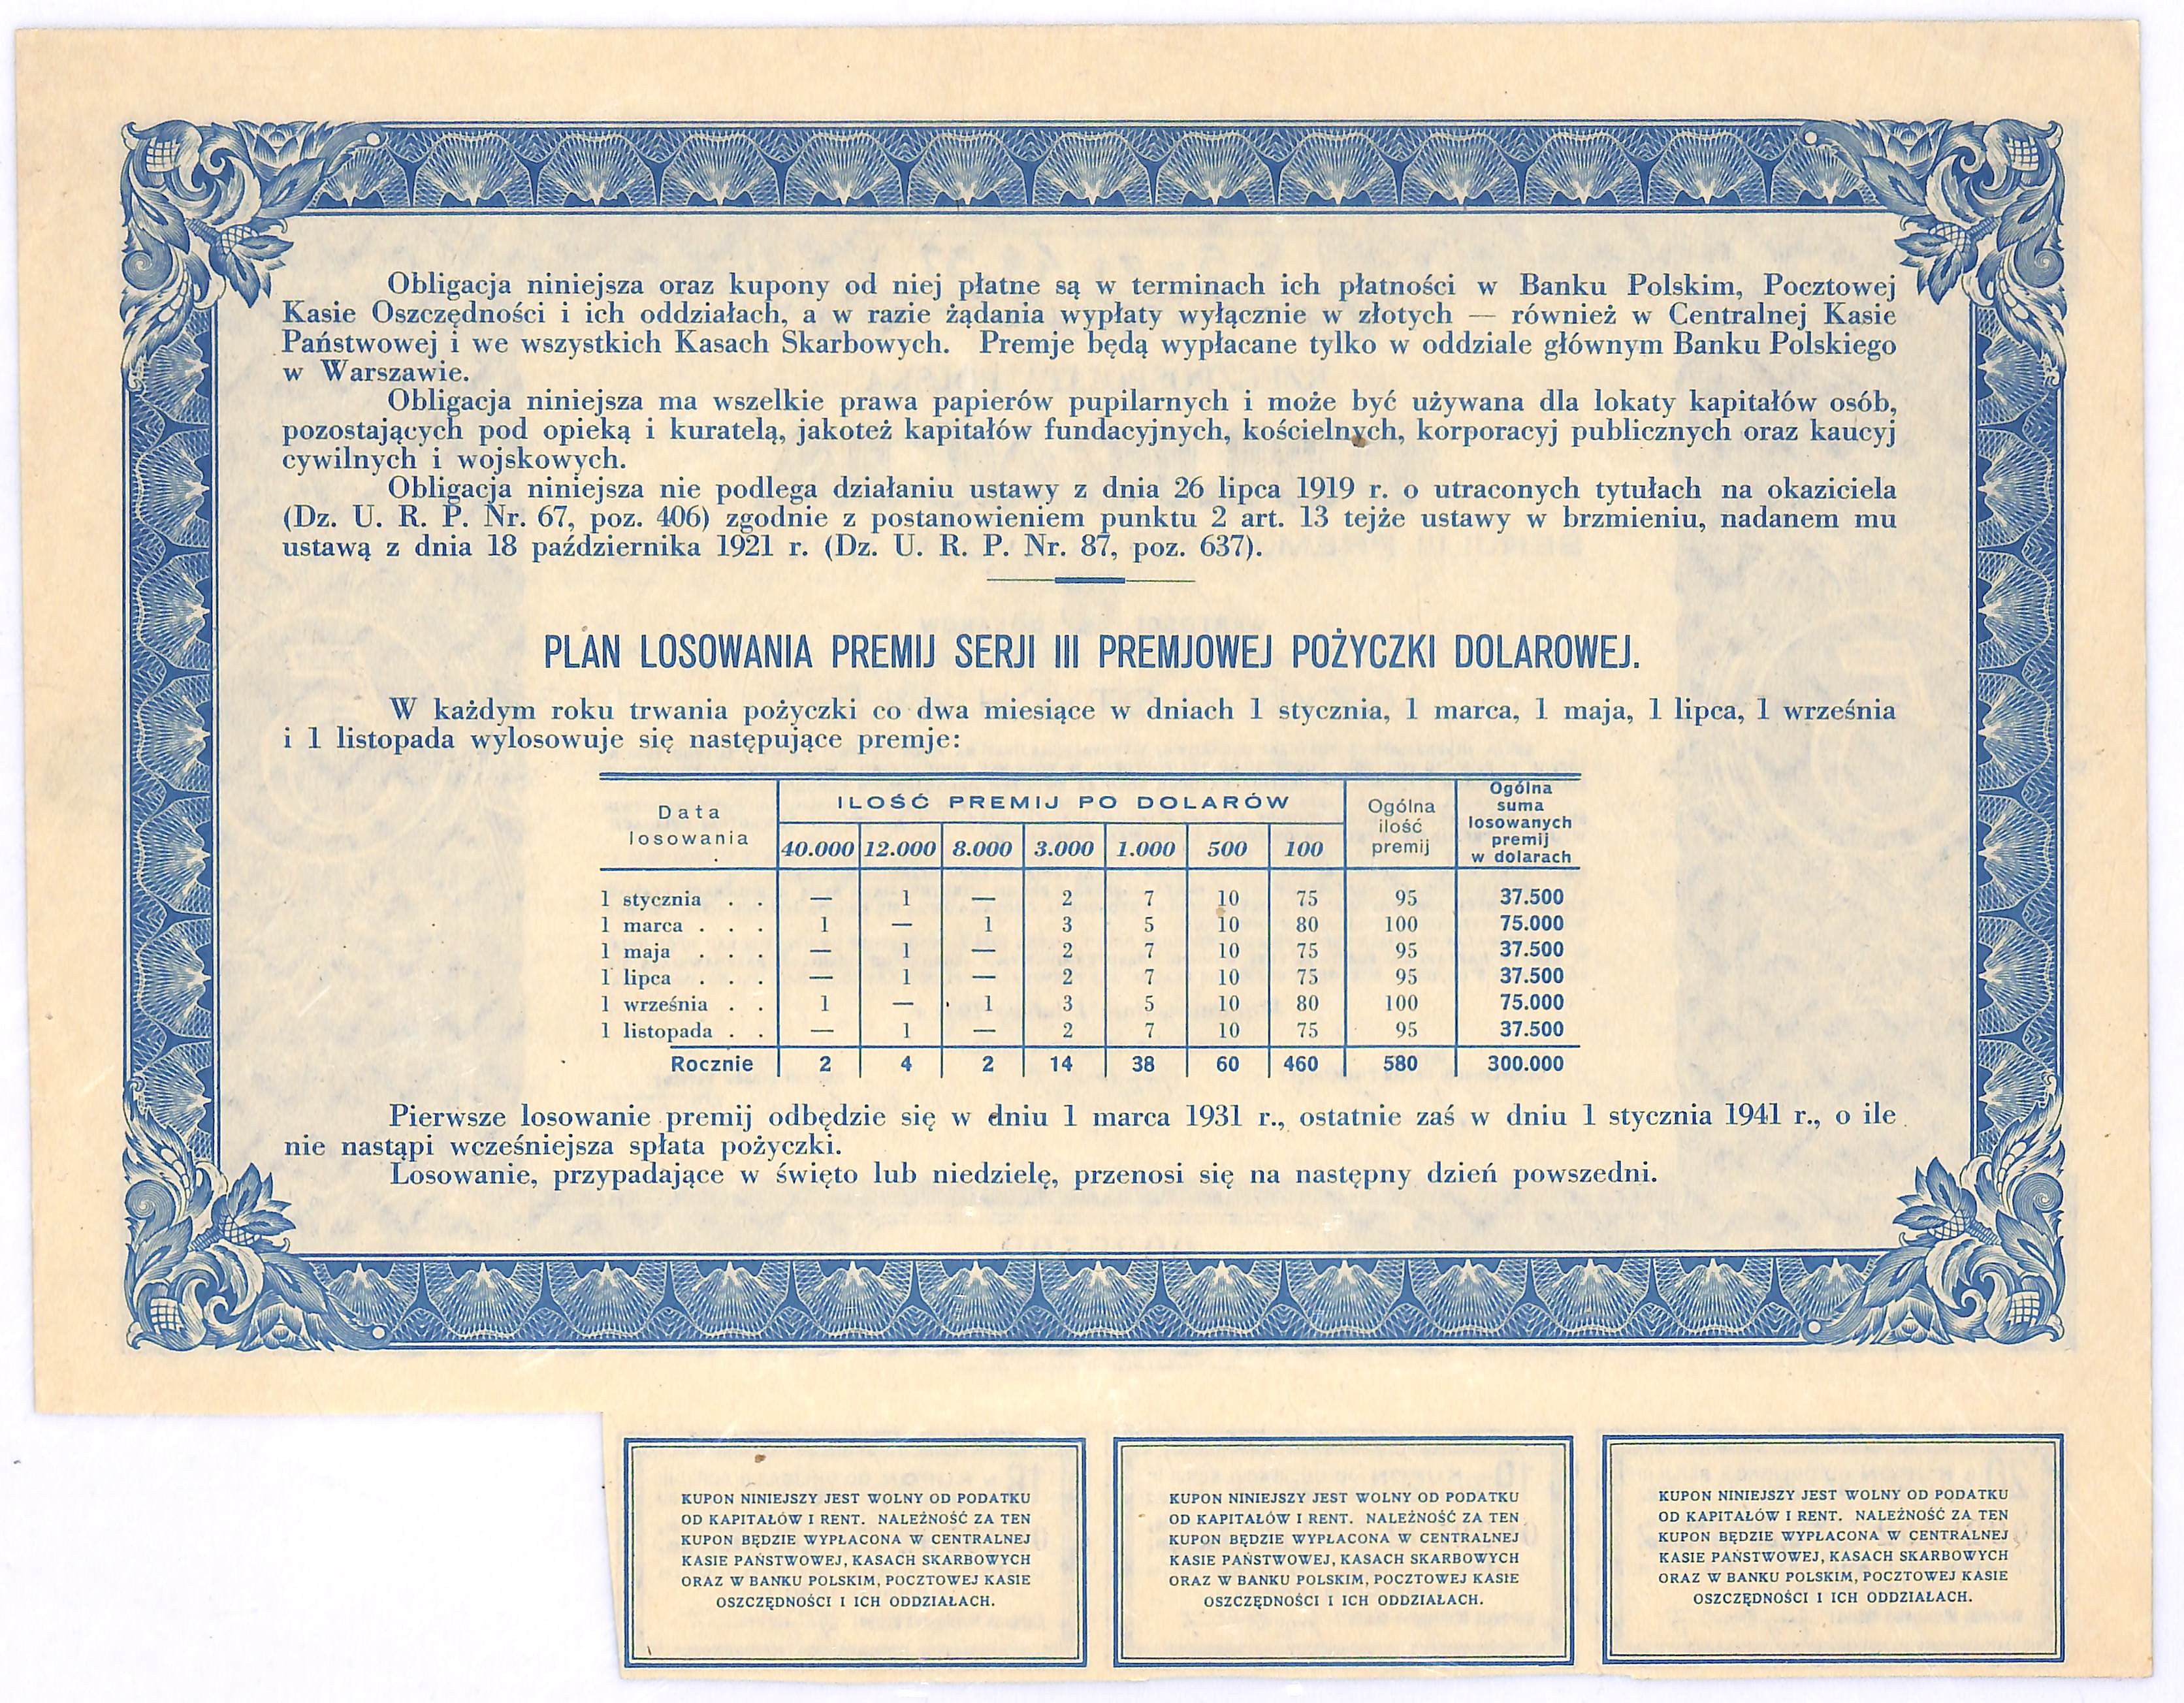 Obligacja niniejsza oraz kupony od niej płatne są w terminach ich płatności w Banku Polskim, Pocztowej
Kasie Oszczędności i ich oddziałach, a w razie żądania wypłaty wyłącznie w złotych — również w Centralnej Kasie
Państwowej i we wszystkich Kasach Skarbowych. Premje będą wypłacane tylko w oddziale głównym Banku Polskiego
w Warszawie.
Obligacja niniejsza ma wszelkie prawa papierów pupilarnych i może być używana dla lokaty kapitałów osób,
pozostających pod opieką i kuratelą, jakoteż kapitałów fundacyjnych, kościelnych, korporacyj publicznych oraz kaucyj
cywilnych i wojskowych.
Obligacja niniejsza nie podlega działaniu ustawy z dnia 26 lipca 1919 r. o utraconych tytułach na okaziciela
(Dz. U. R. P. Nr. 67, poz. 406) zgodnie z postanowieniem punktu 2 art. 13 tejże ustawy w brzmieniu, nadanem mu
ustawą z dnia 18 października 1921 r. (Dz. U. R. P. Nr. 87, poz. 637).
PLAN LOSOWANIA PREMIJ SERJI III PREMJOWEJ POŻYCZKI DOLAROWEJ.
W każdym roku trwania pożyczki co dwa miesiące w dniach 1 stycznia, 1 marca, 1 maja, 1 lipca, 1 września
i 1 listopada wylosowuje się następujące premje:
Data losowania
ILOŚĆ PREMIJ PO DOLARÓW
Ogólna ilość premij
Ogólna suma losowanych premij w dolarach
40.000 12.000 8.000 3.000 1.000 500 100
1 stycznia . . — 1 — 2 7 10 75 95 37.500
1 marca . . . 1 — 1 3 5 10 80 100 75.000
1 maja . . . — 1 — 2 7 10 75 95 37.500
1 lipca . . . — 1 — 2 7 10 75 95 37.500
1 września . . 1 — 1 3 5 10 80 100 75.000
1 listopada . . — 1 — 2 7 10 75 95 37.500
Rocznie 2 4 2 14 38 60 460 580 300.000
Pierwsze losowanie premij odbędzie się w dniu 1 marca 1931 r., ostatnie zaś w dniu 1 stycznia 1941 r., o ile
nie nastąpi wcześniejsza spłata pożyczki.
Losowanie, przypadające w święto lub niedzielę, przenosi się na następny dzień powszedni.
KUPON NINIEJSZY JEST WOLNY OD PODATKU
OD KAPITAŁÓW I RENT. NALEŻNOŚĆ ZA TEN
KUPON BĘDZIE WYPŁACONA W CENTRALNEJ
KASIE PAŃSTWOWEJ, KASACH SKARBOWYCH
ORAZ W BANKU POLSKIM, POCZTOWEJ KASIE
OSZCZĘDNOŚCI I ICH ODDZIAŁACH.
KUPON NINIEJSZY JEST WOLNY OD PODATKU
OD KAPITAŁÓW I RENT. NALEŻNOŚĆ ZA TEN
KUPON BĘDZIE WYPŁACONA W CENTRALNEJ
KASIE PAŃSTWOWEJ, KASACH SKARBOWYCH
ORAZ W BANKU POLSKIM, POCZTOWEJ KASIE
OSZCZĘDNOŚCI I ICH ODDZIAŁACH.
KUPON NINIEJSZY JEST WOLNY OD PODATKU
OD KAPITAŁÓW I RENT. NALEŻNOŚĆ ZA TEN
KUPON BĘDZIE WYPŁACONA W CENTRALNEJ
KASIE PAŃSTWOWEJ, KASACH SKARBOWYCH
ORAZ W BANKU POLSKIM, POCZTOWEJ KASIE
OSZCZĘDNOŚCI I ICH ODDZIAŁACH.